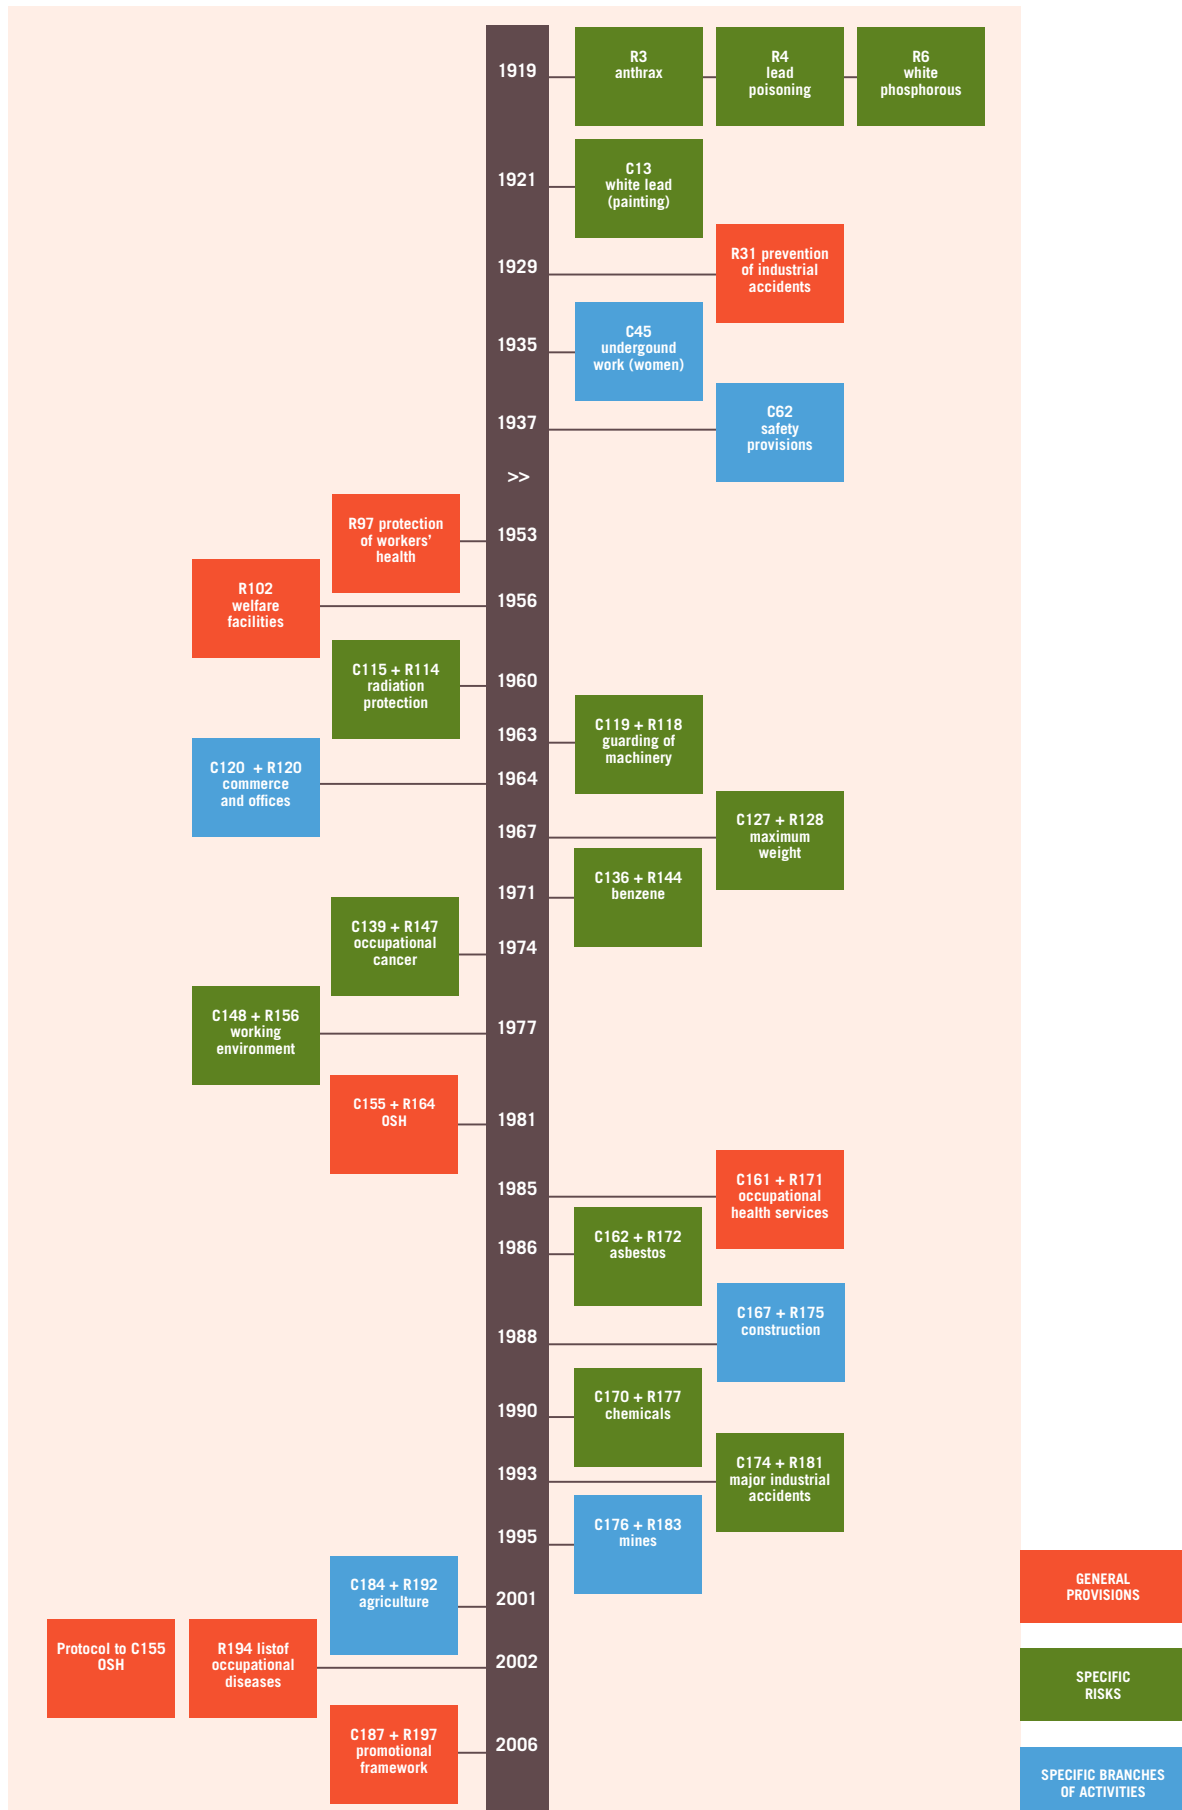 1919
R3
anthrax
R4
lead
poisoning
R6
white
phosphorous
1921
C13
white lead
(painting)
1929
R31 prevention
of industrial
accidents
1935
C45
undergound
work (women)
1937
C62
safety
provisions
>>
R97 protection
of workers'
health
1953
R102
welfare
facilities
1956
C115 + R114
radiation
protection
1960
1963
C119 + R118
guarding of
machinery
C120 + R120
commerce
and offices
1964
1967
C127 + R128
maximum
weight
1971
C136 + R144
benzene
C139 + R147
occupational
cancer
1974
C148 + R156
working
environment
1977
C155 + R164
OSH
1981
1985
C161 + R171
occupational
health services
1986
C162 + R172
asbestos
1988
C167 + R175
construction
1990
C170 + R177
chemicals
1993
C174 + R181
major industrial
accidents
1995
C176 + R183
mines
C184 + R192
agriculture
2001
Protocol to C155
OSH
R194 listof
occupational
diseases
2002
C187 + R197
promotional
framework
2006
GENERAL
PROVISIONS
SPECIFIC
RISKS
SPECIFIC BRANCHES
OF ACTIVITIES